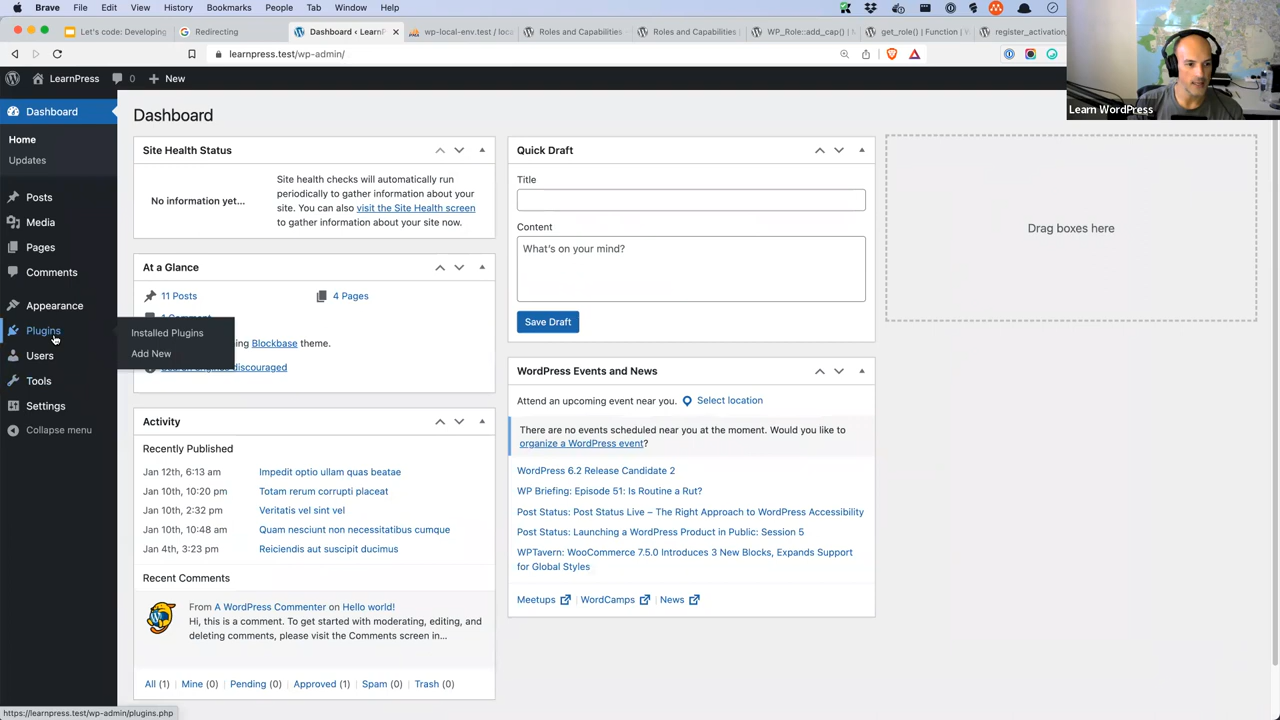 Brave File Edit View History Bookmarks People Tab Window Help
Let's code: Developing
Redirecting
Dashboard ‹ Learn
wp-local-env.test / loca
Roles and Capabilities
Roles and Capabilities
WP_Role::add_cap() |
get_role() | Function | W
register_activation_
learnpress.test/wp-admin/
LearnPress 0 New
Learn WordPress
Dashboard
Home
Updates
Posts
Media
Pages
Comments
Appearance
Plugins
Users
Tools
Settings
Collapse menu
Installed Plugins
Add New
Dashboard
Site Health Status
No information yet...
Site health checks will automatically run
periodically to gather information about your
site. You can also visit the Site Health screen
to gather information about your site now.
At a Glance
11 Posts
4 Pages
ing Blockbase theme.
discouraged
Activity
Recently Published
Jan 12th, 6:13 am Impedit optio ullam quas beatae
Jan 10th, 10:20 pm Totam rerum corrupti placeat
Jan 10th, 2:32 pm Veritatis vel sint vel
Jan 10th, 10:48 am Quam nesciunt non necessitatibus cumque
Jan 4th, 3:23 pm Reiciendis aut suscipit ducimus
Recent Comments
From A WordPress Commenter on Hello world!
Hi, this is a comment. To get started with moderating, editing, and
deleting comments, please visit the Comments screen in...
All (1) | Mine (0) | Pending (0) | Approved (1) | Spam (0) | Trash (0)
Quick Draft
Title
Content
What's on your mind?
Save Draft
WordPress Events and News
Attend an upcoming event near you. Select location
There are no events scheduled near you at the moment. Would you like to
organize a WordPress event?
WordPress 6.2 Release Candidate 2
WP Briefing: Episode 51: Is Routine a Rut?
Post Status: Post Status Live – The Right Approach to WordPress Accessibility
Post Status: Launching a WordPress Product in Public: Session 5
WPTavern: WooCommerce 7.5.0 Introduces 3 New Blocks, Expands Support
for Global Styles
Meetups | WordCamps | News
Drag boxes here
https://learnpress.test/wp-admin/plugins.php